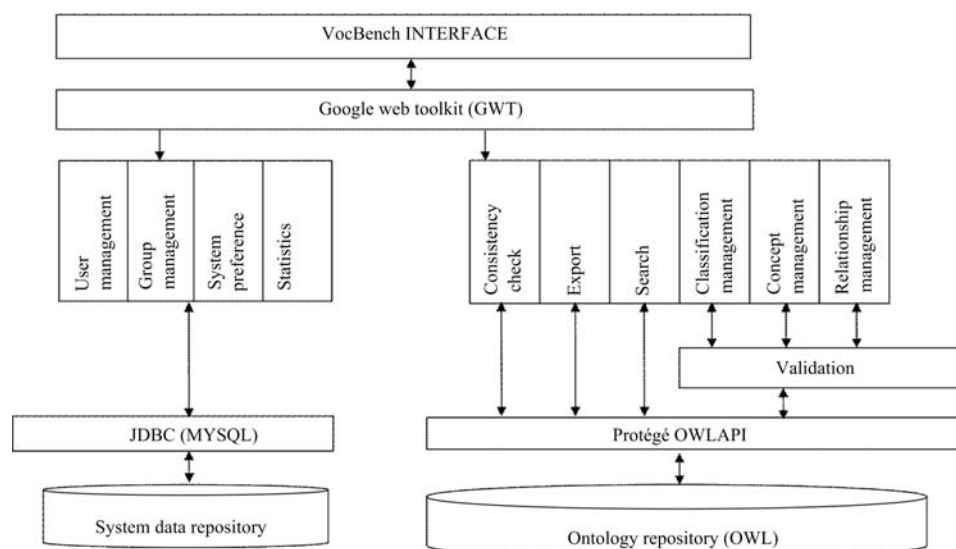 VocBench INTERFACE
Google web toolkit (GWT)
User
management
Group
management
System
preference
Statistics
Consistency
check
Export
Search
Classification
management
Concept
management
Relationship
management
Validation
JDBC (MYSQL)
Protégé OWLAPI
System data repository
Ontology repository (OWL)